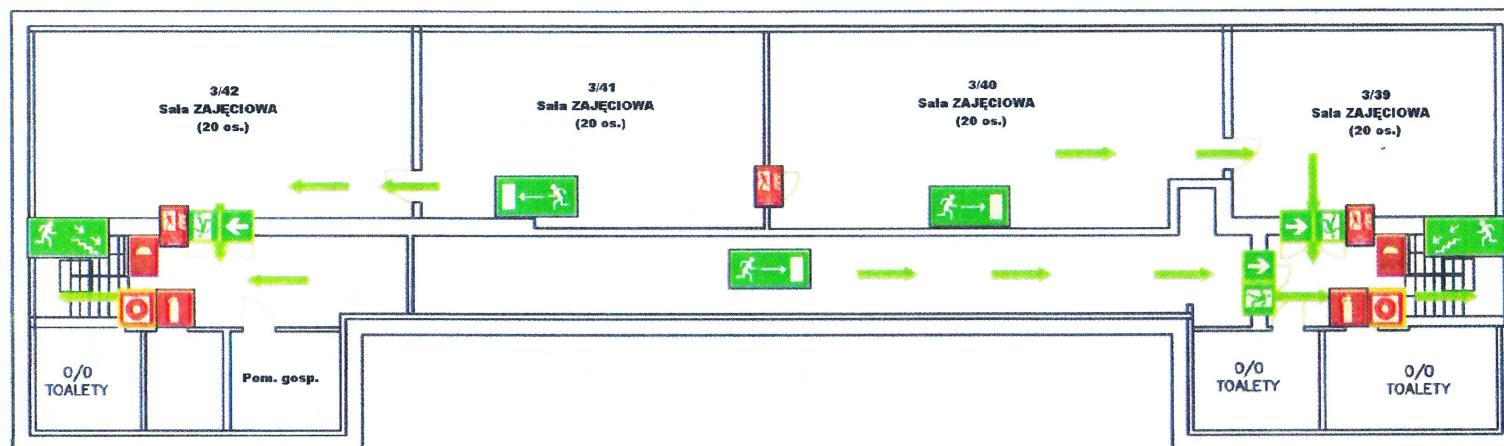 3/42
Sala ZAJĘCIOWA
(20 os.)
3/41
Sala ZAJĘCIOWA
(20 os.)
3/40
Sala ZAJĘCIOWA
(20 os.)
3/39
Sala ZAJĘCIOWA
(20 os.)
0/0
TOALETY
Pom. gosp.
0/0
TOALETY
0/0
TOALETY